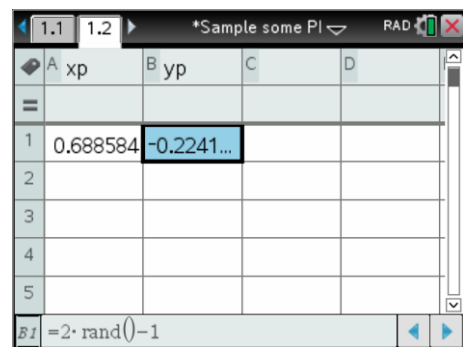 1.1 1.2 *Sample some PI RAD
A xp B yp C D
=
1 0.688584 -0.2241...
2
3
4
5
B1 =2· rand()-1